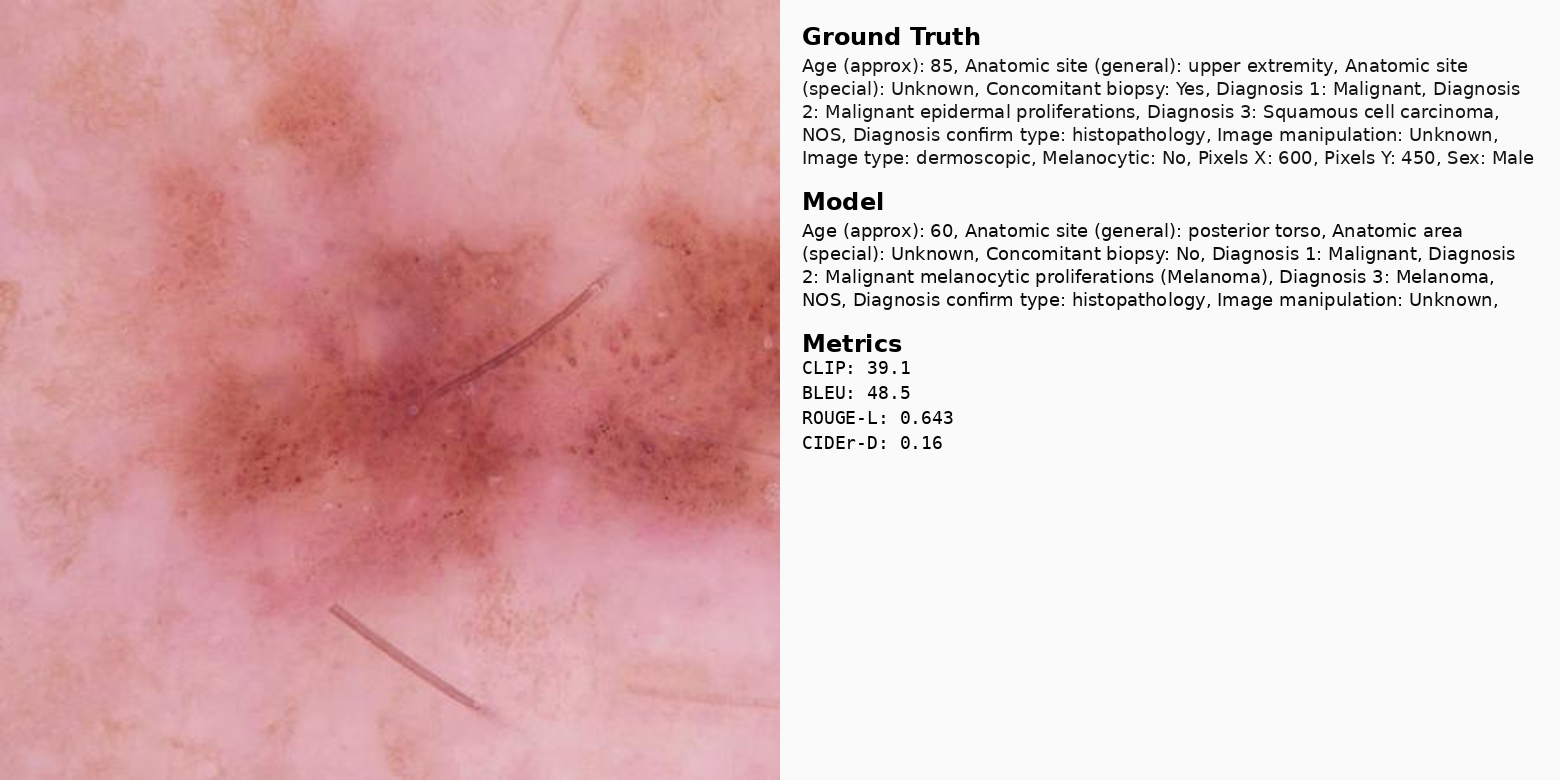 Ground Truth
Age (approx): 85, Anatomic site (general): upper extremity, Anatomic site
(special): Unknown, Concomitant biopsy: Yes, Diagnosis 1: Malignant, Diagnosis
2: Malignant epidermal proliferations, Diagnosis 3: Squamous cell carcinoma,
NOS, Diagnosis confirm type: histopathology, Image manipulation: Unknown,
Image type: dermoscopic, Melanocytic: No, Pixels X: 600, Pixels Y: 450, Sex: Male
Model
Age (approx): 60, Anatomic site (general): posterior torso, Anatomic area
(special): Unknown, Concomitant biopsy: No, Diagnosis 1: Malignant, Diagnosis
2: Malignant melanocytic proliferations (Melanoma), Diagnosis 3: Melanoma,
NOS, Diagnosis confirm type: histopathology, Image manipulation: Unknown,
Metrics
CLIP: 39.1
BLEU: 48.5
ROUGE-L: 0.643
CIDEr-D: 0.16